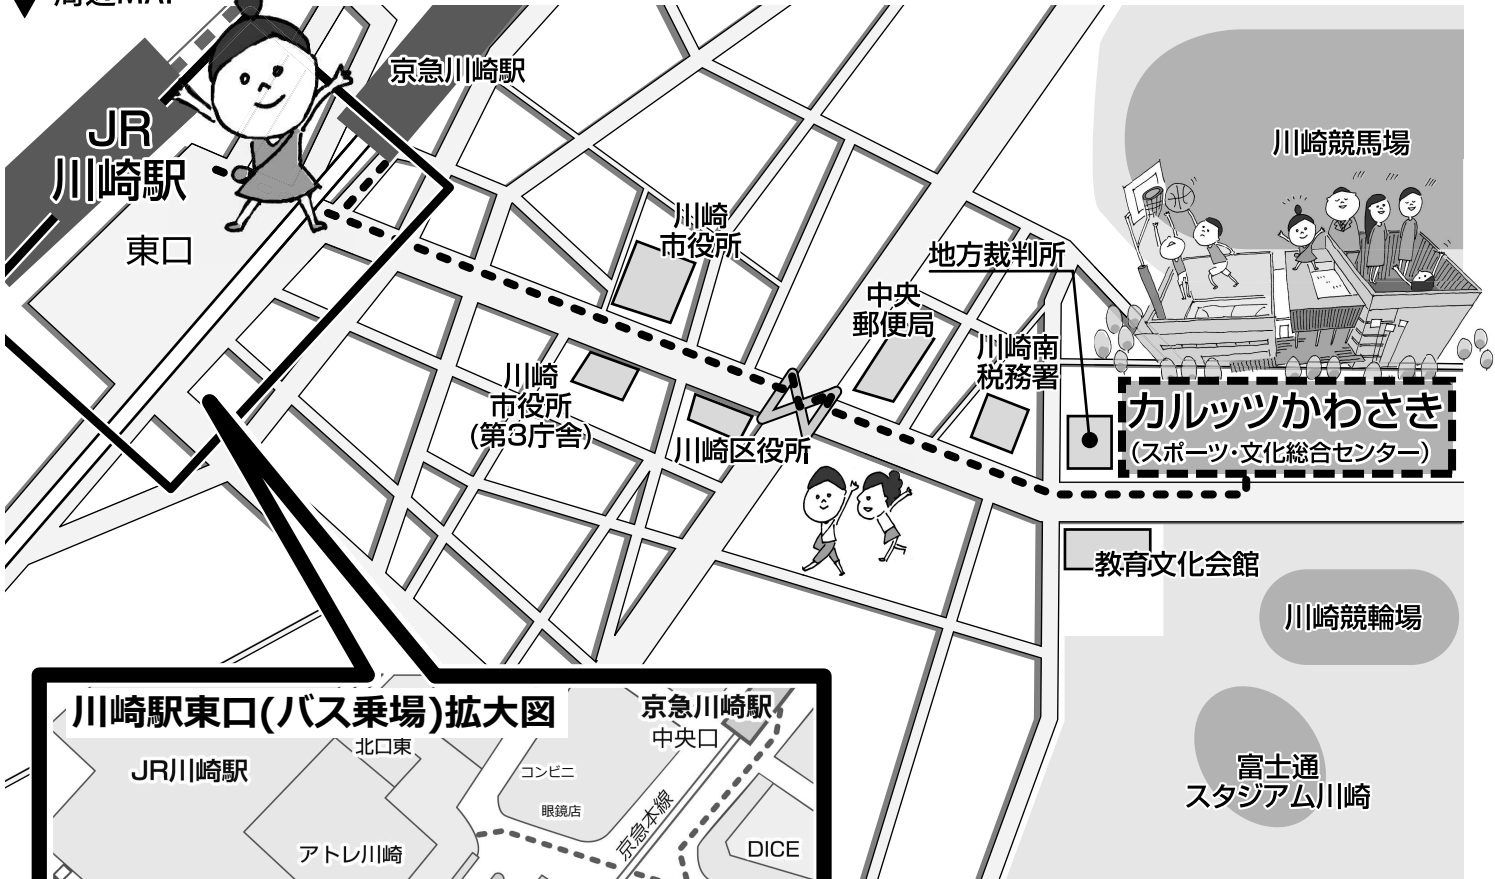 周辺MAP
京急川崎駅
JR
川崎駅
東口
川崎
市役所
地方裁判所
中央
郵便局
川崎南
税務署
川崎競馬場
川崎
市役所
(第3庁舎)
川崎区役所
カルッツかわさき
(スポーツ・文化総合センター)
教育文化会館
川崎競輪場
富士通
スタジアム川崎
川崎駅東口(バス乗場)拡大図
京急川崎駅
中央口
北口東
JR川崎駅
コンビニ
眼鏡店
京急本線
アトレ川崎
DICE